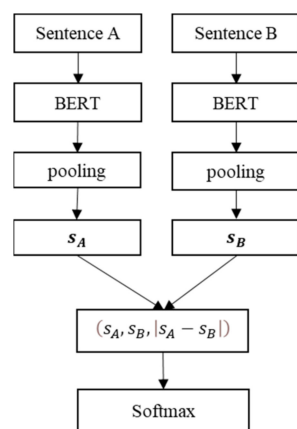 Sentence A
Sentence B
BERT
BERT
pooling
pooling
s_A
s_B
(s_A, s_B, |s_A − s_B|)
Softmax